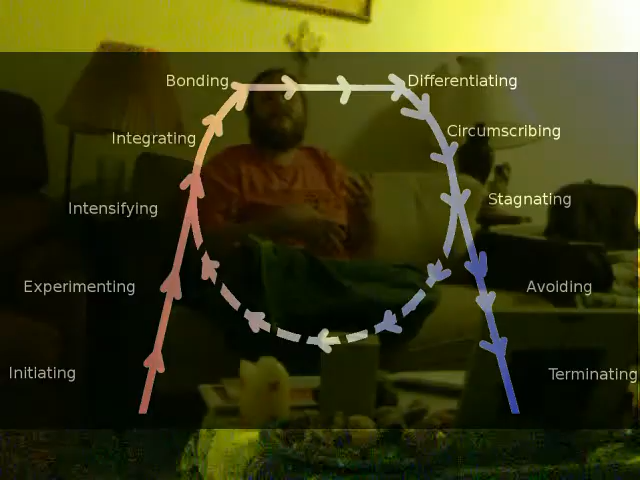 Bonding
Differentiating
Integrating
Circumscribing
Intensifying
Stagnating
Experimenting
Avoiding
Initiating
Terminating